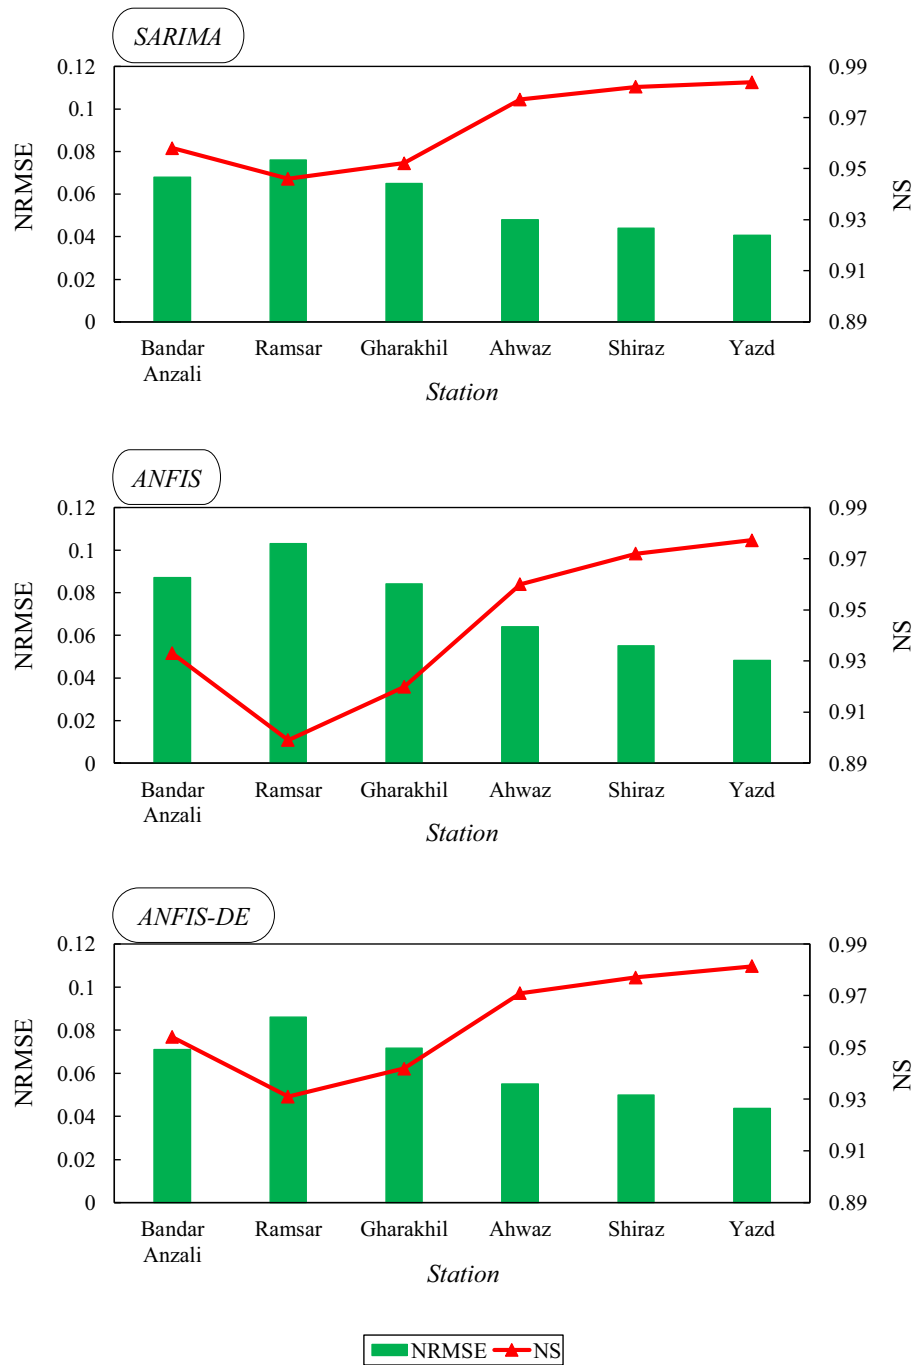 SARIMA
0.12
0.1
0.08
0.06
0.04
0.02
0
NRMSE
0.99
0.97
0.95
0.93
0.91
0.89
NS
Bandar Anzali
Ramsar
Gharakhil
Ahwaz
Shiraz
Yazd
Station
ANFIS
0.12
0.1
0.08
0.06
0.04
0.02
0
NRMSE
0.99
0.97
0.95
0.93
0.91
0.89
NS
Bandar Anzali
Ramsar
Gharakhil
Ahwaz
Shiraz
Yazd
Station
ANFIS-DE
0.12
0.1
0.08
0.06
0.04
0.02
0
NRMSE
0.99
0.97
0.95
0.93
0.91
0.89
NS
Bandar Anzali
Ramsar
Gharakhil
Ahwaz
Shiraz
Yazd
Station
NRMSE NS